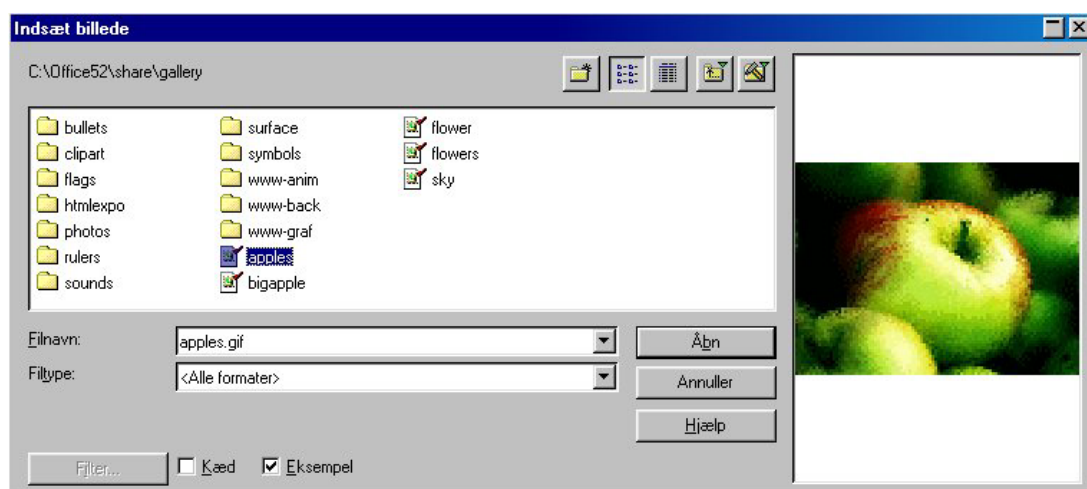 Indsæt billede
C:\Office52\share\gallery
bullets
clipart
flags
htmlexpo
photos
rulers
sounds
surface
symbols
www-anim
www-back
www-graf
apples
bigapple
flower
flowers
sky
Filnavn:
apples.gif
Åbn
Filtype:
<Alle formater>
Annuller
Hjælp
Filter...
Kæd
Eksempel